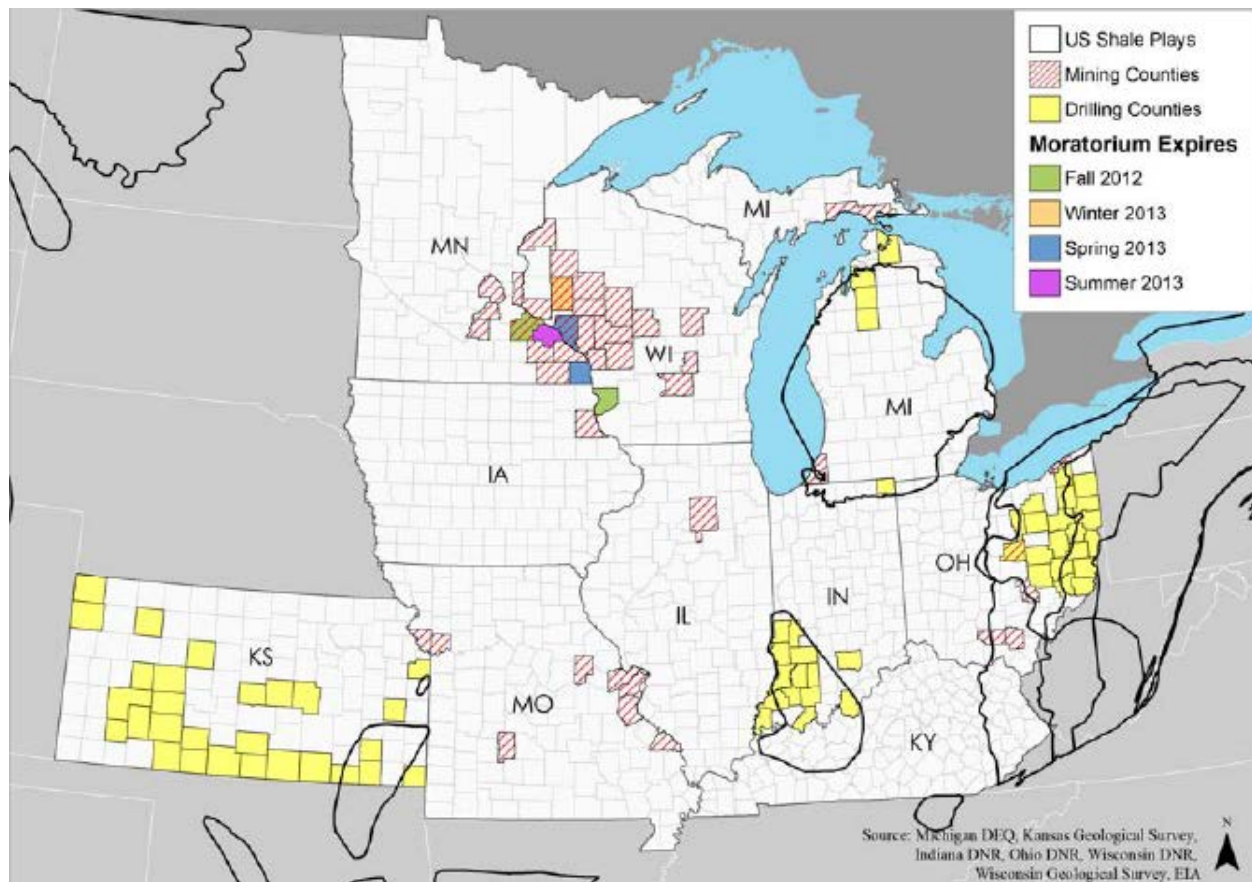 US Shale Plays
Mining Counties
Drilling Counties
Moratorium Expires
Fall 2012
Winter 2013
Spring 2013
Summer 2013
MI
MN
WI
MI
IA
OH
IN
IL
KS
MO
KY
Source: Michigan DEQ, Kansas Geological Survey,
Indiana DNR, Ohio DNR, Wisconsin DNR,
Wisconsin Geological Survey, EIA
N